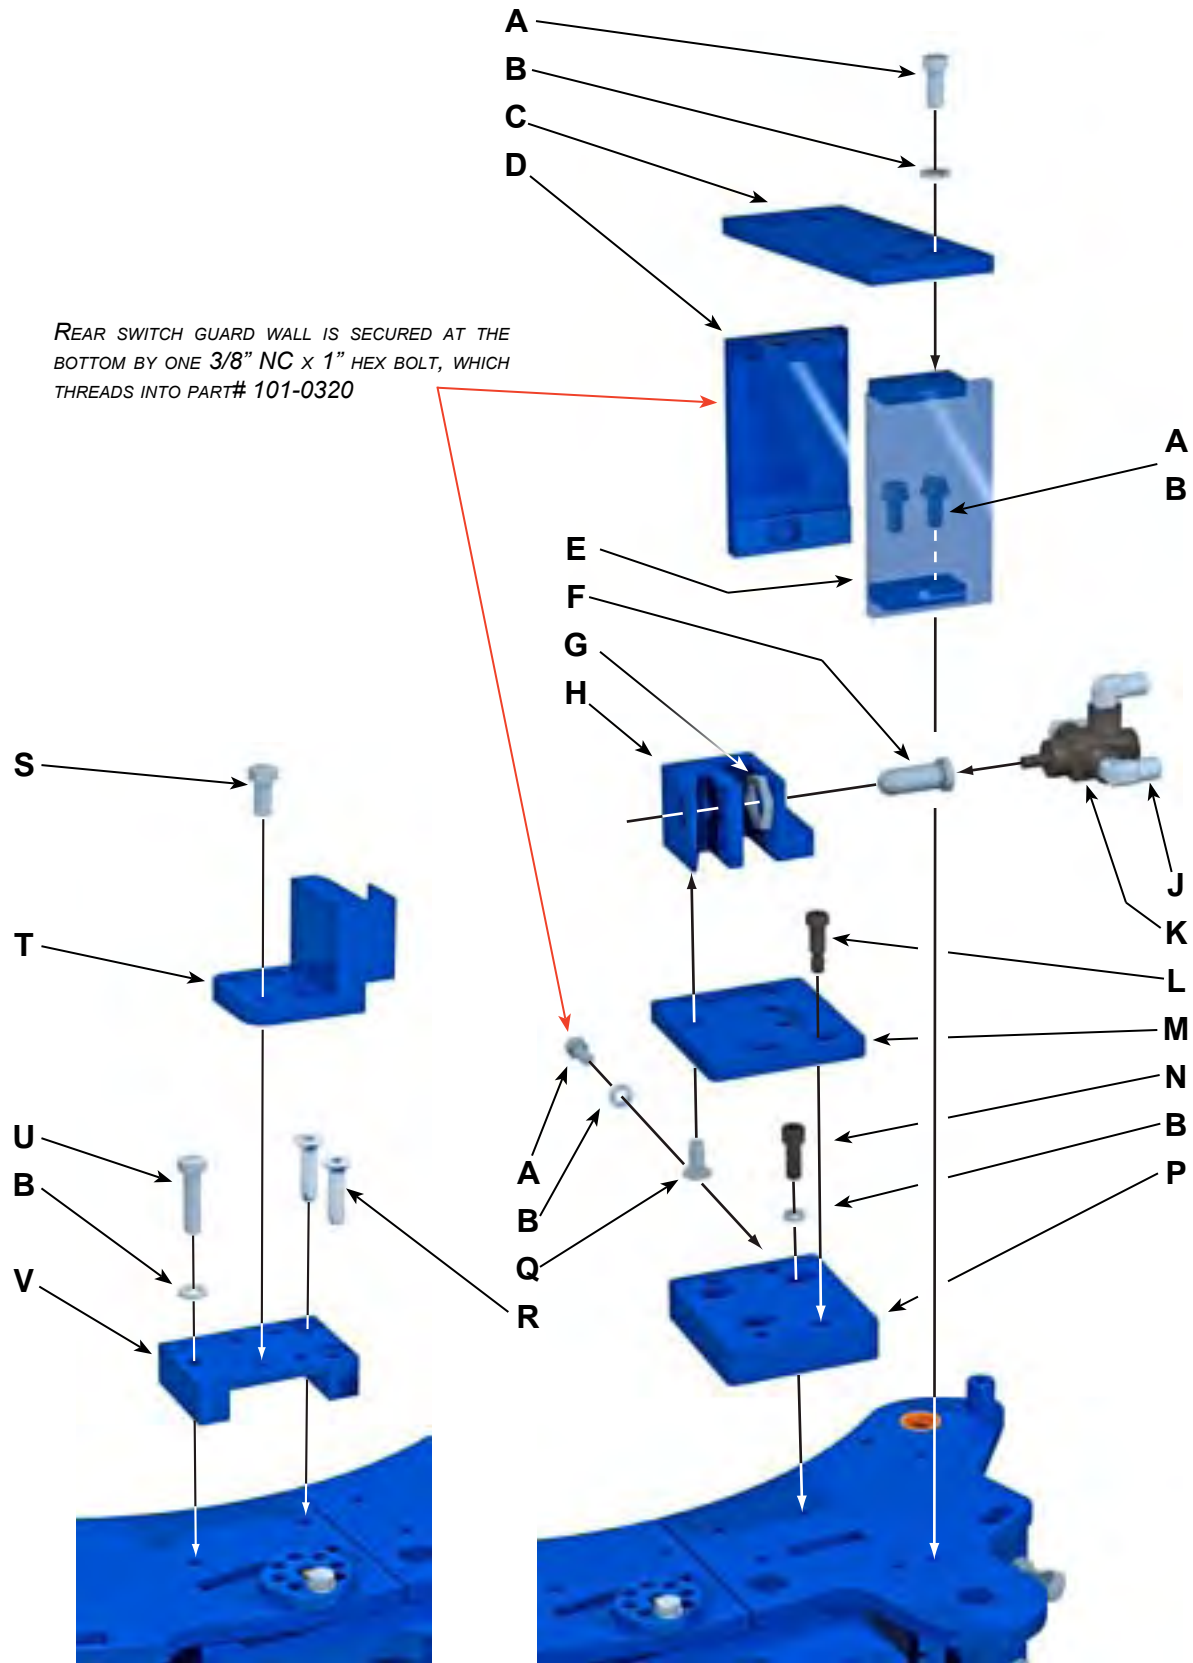 A
B
C
D
REAR SWITCH GUARD WALL IS SECURED AT THE
BOTTOM BY ONE 3/8” NC X 1” HEX BOLT, WHICH
THREADS INTO PART# 101-0320
A
B
E
F
G
H
S
J
K
T
L
M
N
U
B
A
B
P
B
Q
V
R